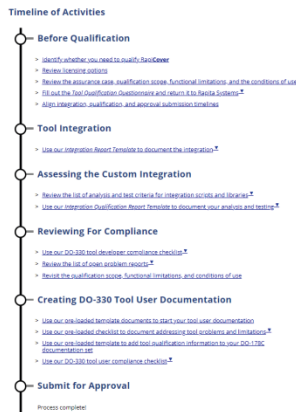 Timeline of Activities
Before Qualification
> Identify whether you need to qualify RapiCover
> Review licensing options
> Review the assurance case, qualification scope, functional limitations, and the conditions of use
> Fill out the Tool Qualification Questionnaire and return it to Rapita Systems
> Align integration, qualification, and approval submission timelines
Tool Integration
> Use our Integration Report Template to document the integration
Assessing the Custom Integration
> Review the list of analysis and test criteria for integration scripts and libraries
> Use our Integration Qualification Report Template to document your analysis and testing
Reviewing For Compliance
> Use our DO-330 tool developer compliance checklist
> Review the list of open problem reports
> Revisit the qualification scope, functional limitations, and conditions of use
Creating DO-330 Tool User Documentation
> Use our pre-loaded template documents to start your tool user documentation
> Use our pre-loaded checklist to document addressing tool problems and limitations
> Use our pre-loaded template to add tool qualification information to your DO-178C
documentation set
> Use our DO-330 tool user compliance checklist
Submit for Approval
Process complete!